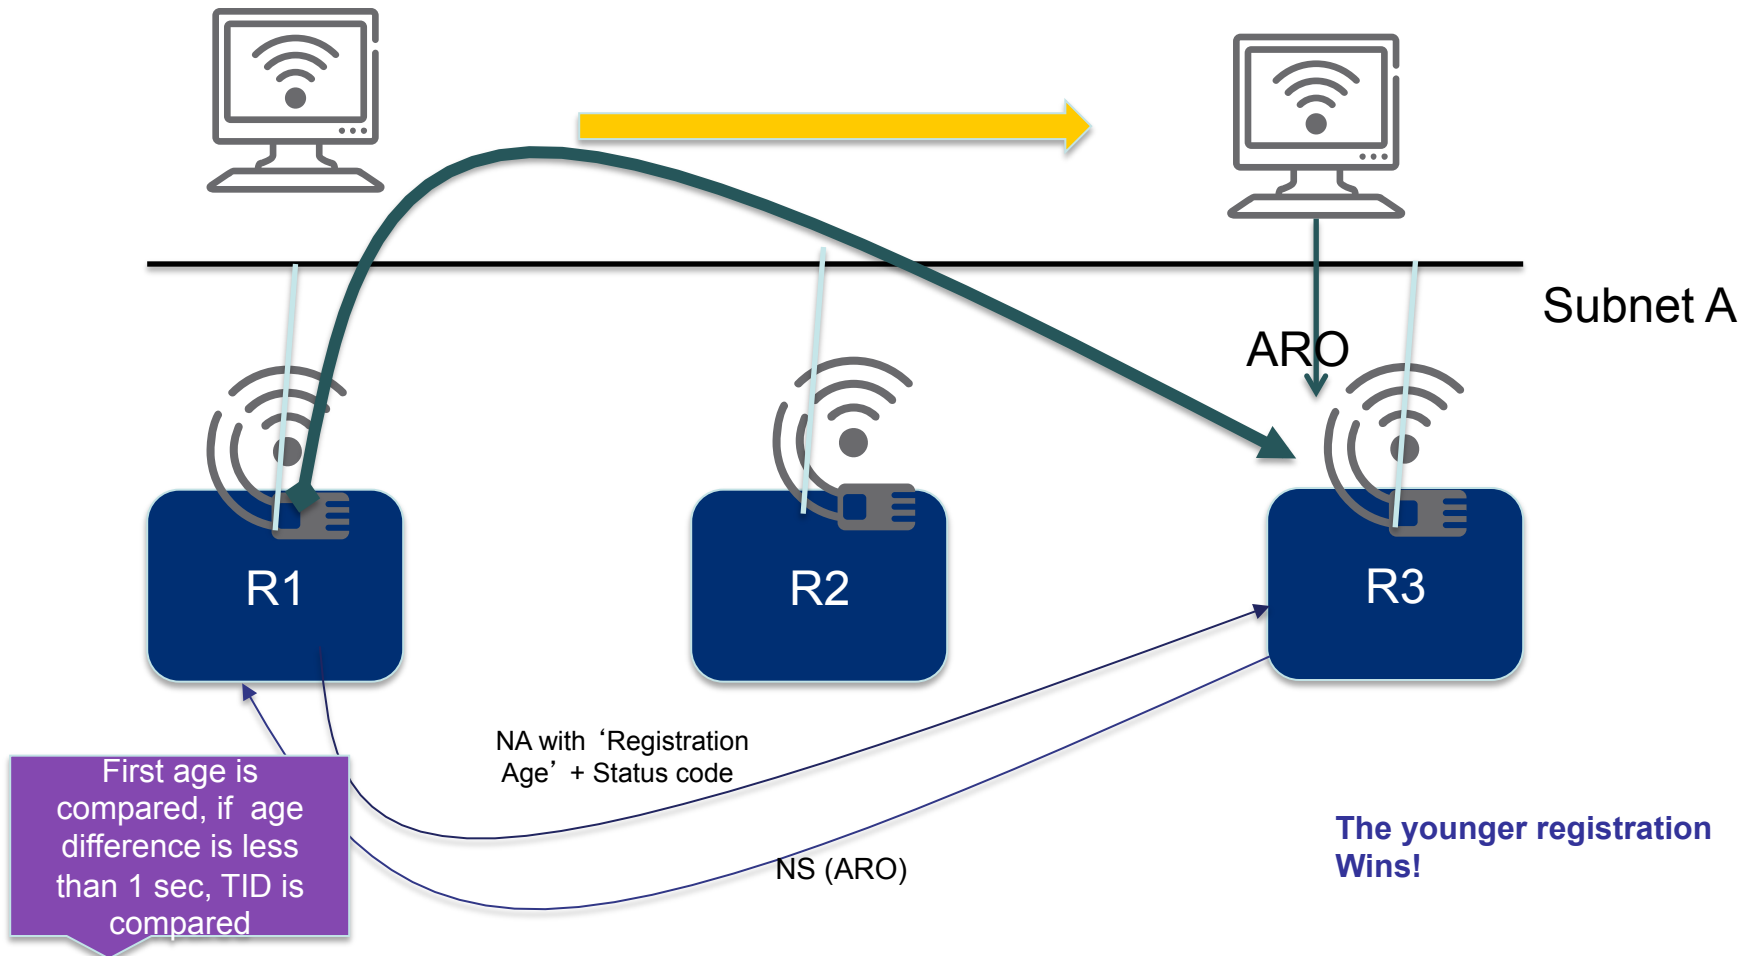 Subnet A
ARO
R1
R2
R3
NA with ‘Registration
Age’ + Status code
First age is
compared, if age
difference is less
than 1 sec, TID is
compared
NS (ARO)
The younger registration
Wins!